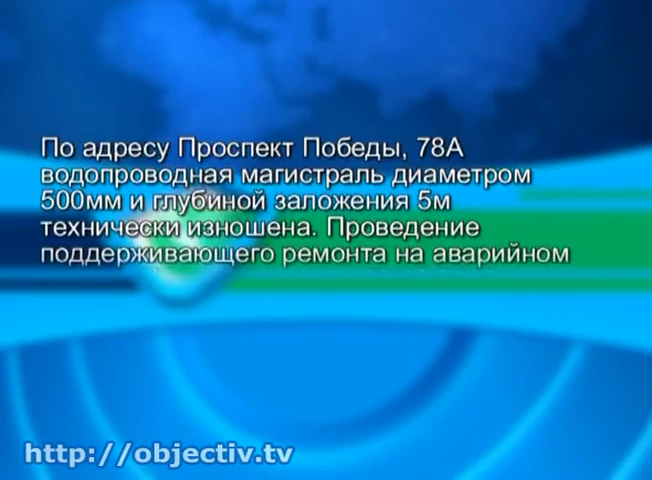 По адресу Проспект Победы, 78А
водопроводная магистраль диаметром
500мм и глубиной заложения 5м
технически изношена. Проведение
поддерживающего ремонта на аварийном
http://objectiv.tv